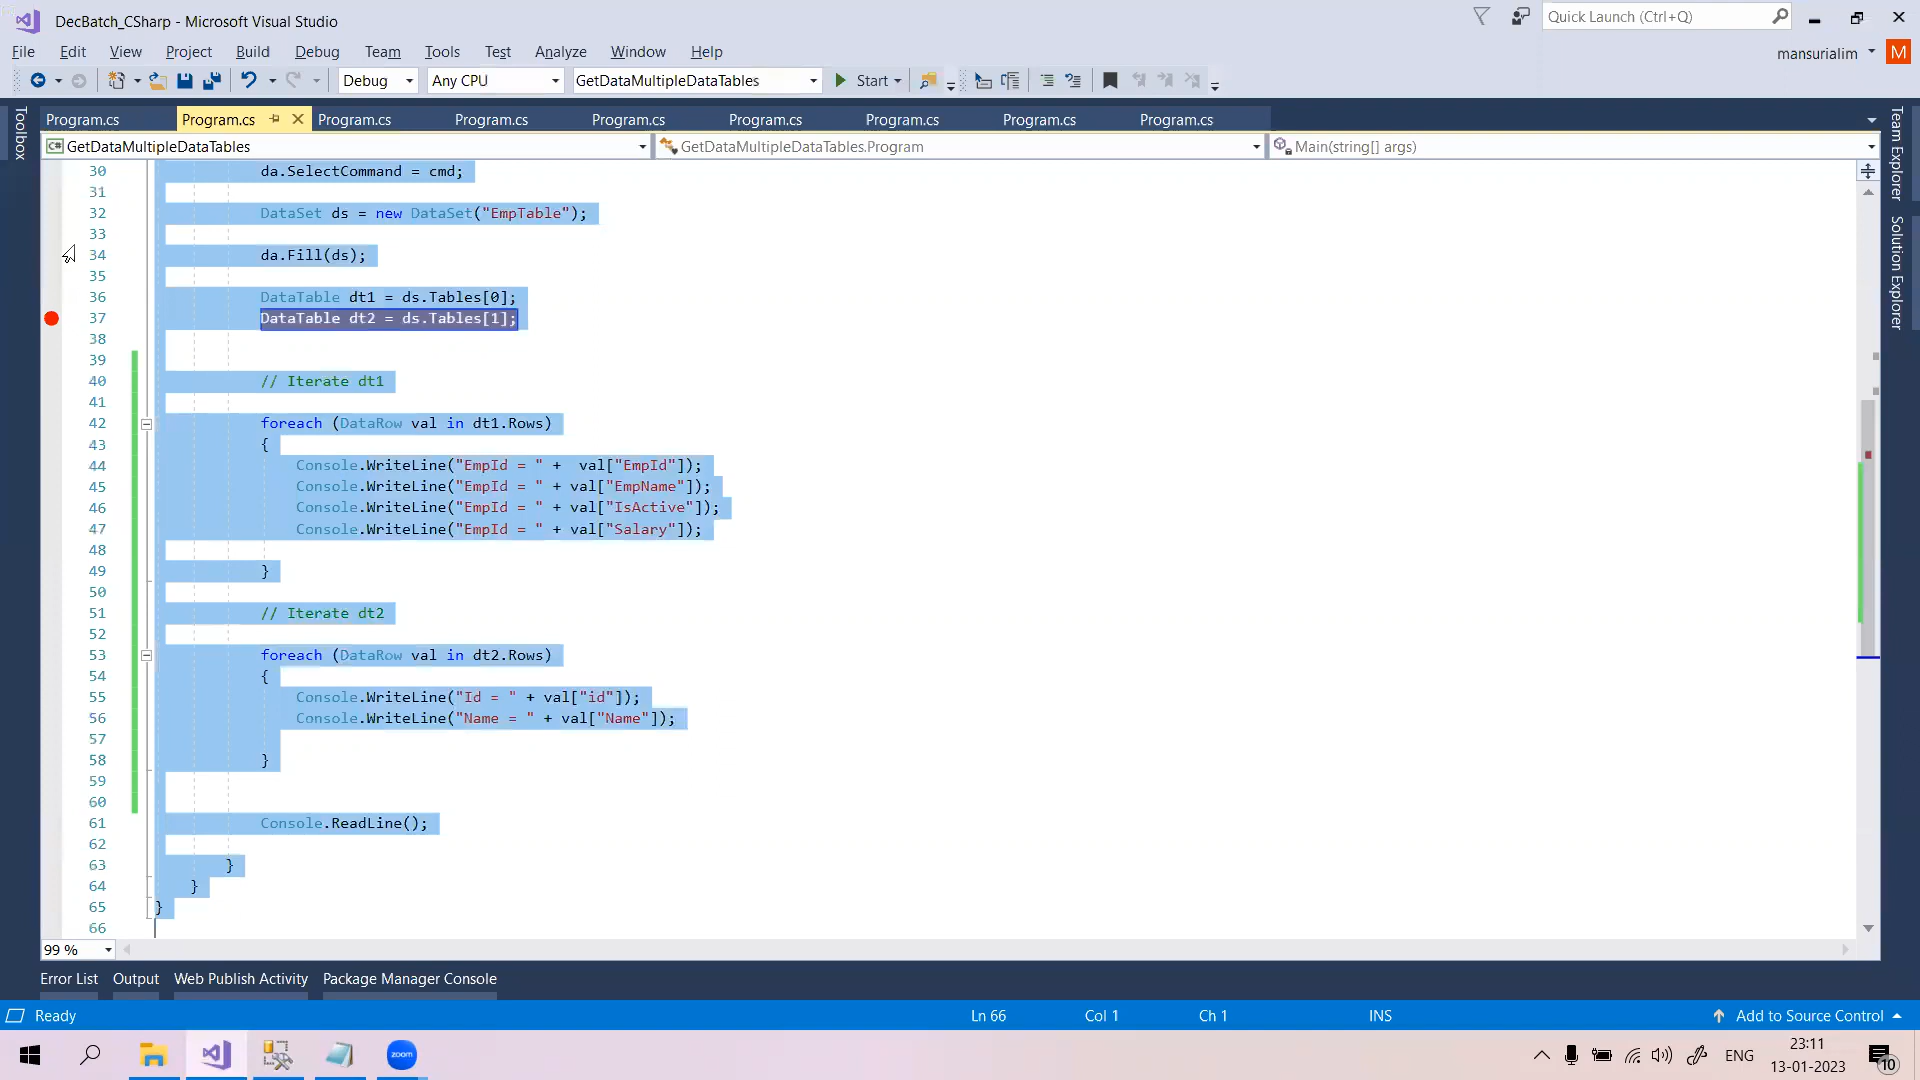 DecBatch_CSharp - Microsoft Visual Studio
Quick Launch (Ctrl+Q)
File Edit View Project Build Debug Team Tools Test Analyze Window Help
mansurialim M
Debug Any CPU GetDataMultipleDataTables Start
Program.cs Program.cs Program.cs Program.cs Program.cs Program.cs Program.cs Program.cs Program.cs
Toolbox
Team Explorer
Solution Explorer
C# GetDataMultipleDataTables GetDataMultipleDataTables.Program Main(string[] args)
30 da.SelectCommand = cmd;
31
32 DataSet ds = new DataSet("EmpTable");
33
34 da.Fill(ds);
35
36 DataTable dt1 = ds.Tables[0];
37 DataTable dt2 = ds.Tables[1];
38
39
40 // Iterate dt1
41
42 foreach (DataRow val in dt1.Rows)
43 {
44 Console.WriteLine("EmpId = " +  val["EmpId"]);
45 Console.WriteLine("EmpId = " + val["EmpName"]);
46 Console.WriteLine("EmpId = " + val["IsActive"]);
47 Console.WriteLine("EmpId = " + val["Salary"]);
48
49 }
50
51 // Iterate dt2
52
53 foreach (DataRow val in dt2.Rows)
54 {
55 Console.WriteLine("Id = " + val["id"]);
56 Console.WriteLine("Name = " + val["Name"]);
57
58 }
59
60
61 Console.ReadLine();
62
63 }
64 }
65 }
66
99 %
Error List Output Web Publish Activity Package Manager Console
Ready Ln 66 Col 1 Ch 1 INS Add to Source Control
zoom
ENG
23:11
13-01-2023
10